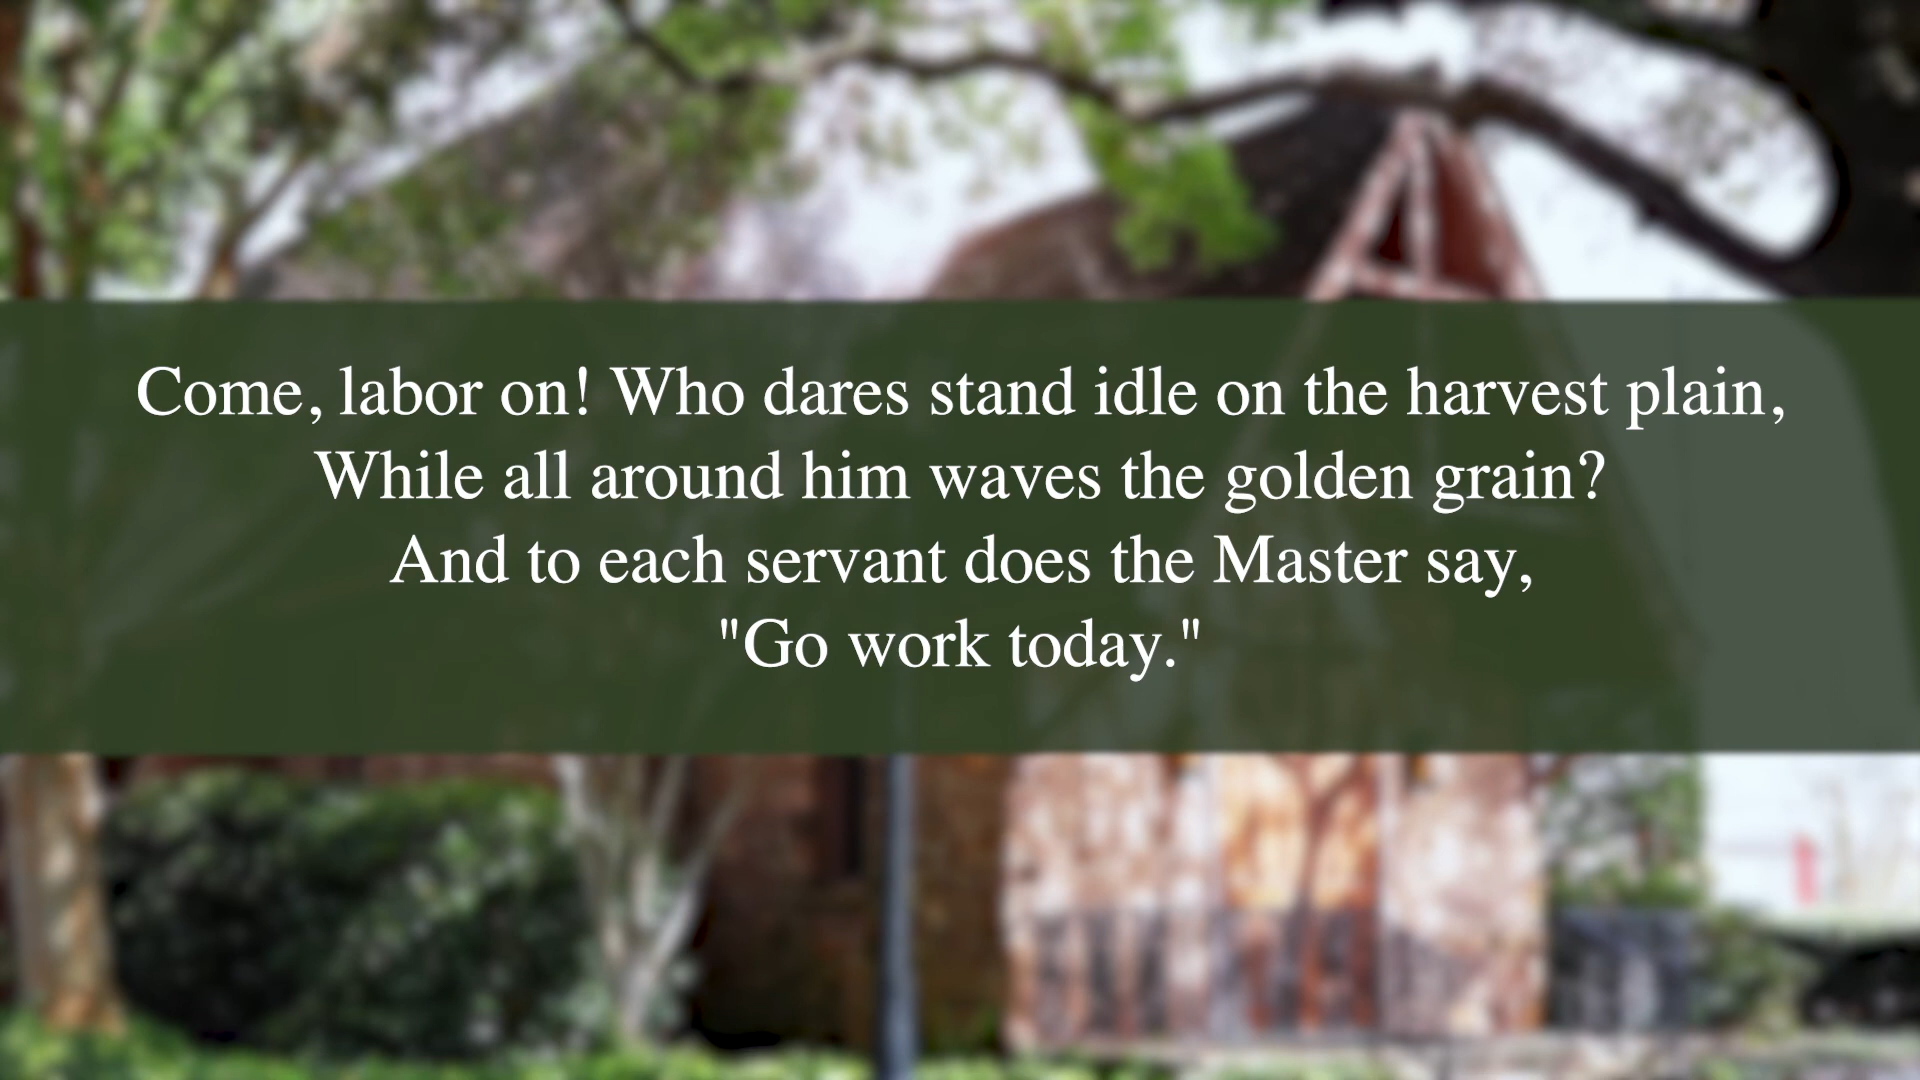 Come, labor on! Who dares stand idle on the harvest plain,
While all around him waves the golden grain?
And to each servant does the Master say,
"Go work today."